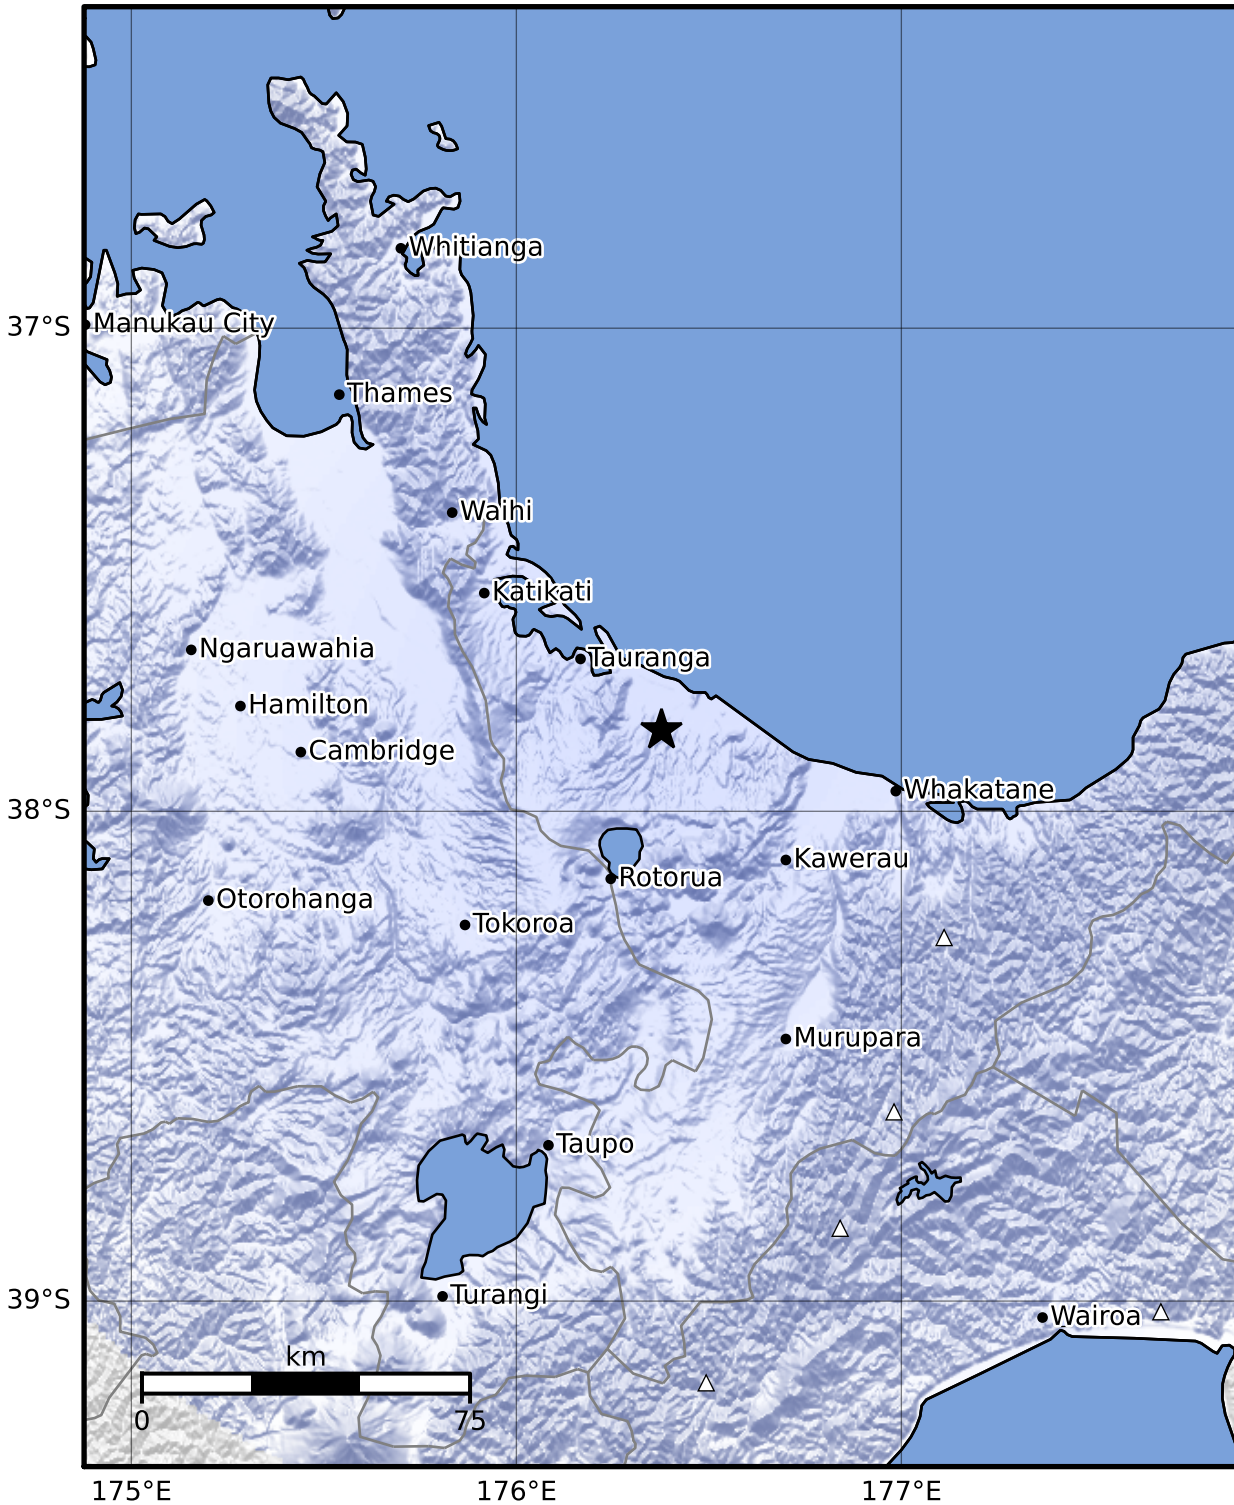 Whitianga
37°S
Manukau City
Thames
Waihi
Katikati
Ngaruawahia
Tauranga
Hamilton
Cambridge
Whakatane
38°S
Kawerau
Rotorua
Otorohanga
Tokoroa
Murupara
Taupo
Turangi
39°S
Wairoa
km
0
75
175°E
176°E
177°E